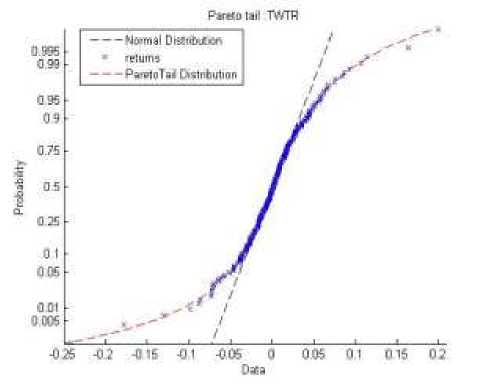 Pareto tail :TWTR
Normal Distribution
returns
ParetoTail Distribution
0.995
0.99
0.95
0.9
0.75
0.5
0.25
0.1
0.05
0.01
0.005
Probability
-0.25 -0.2 -0.15 -0.1 -0.05 0 0.05 0.1 0.15 0.2
Data